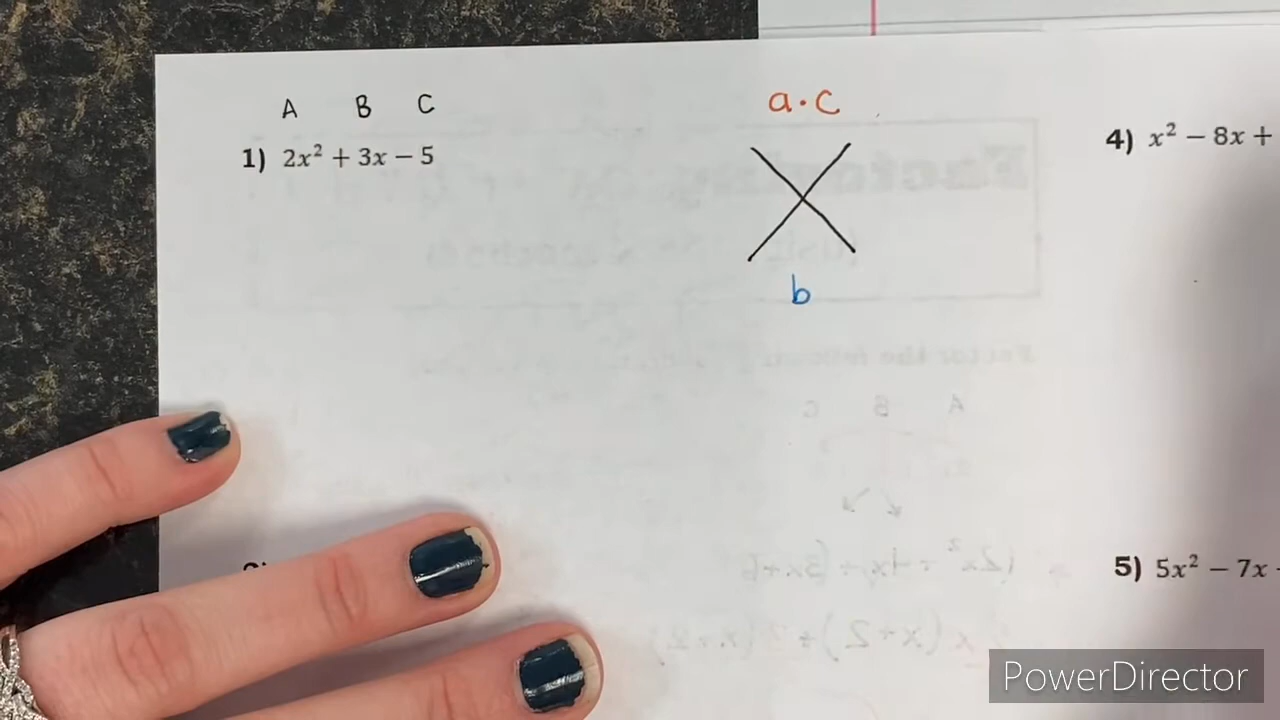 A B C
1) 2x² + 3x − 5
a·c
b
4) x² − 8x +
5) 5x² − 7x
PowerDirector